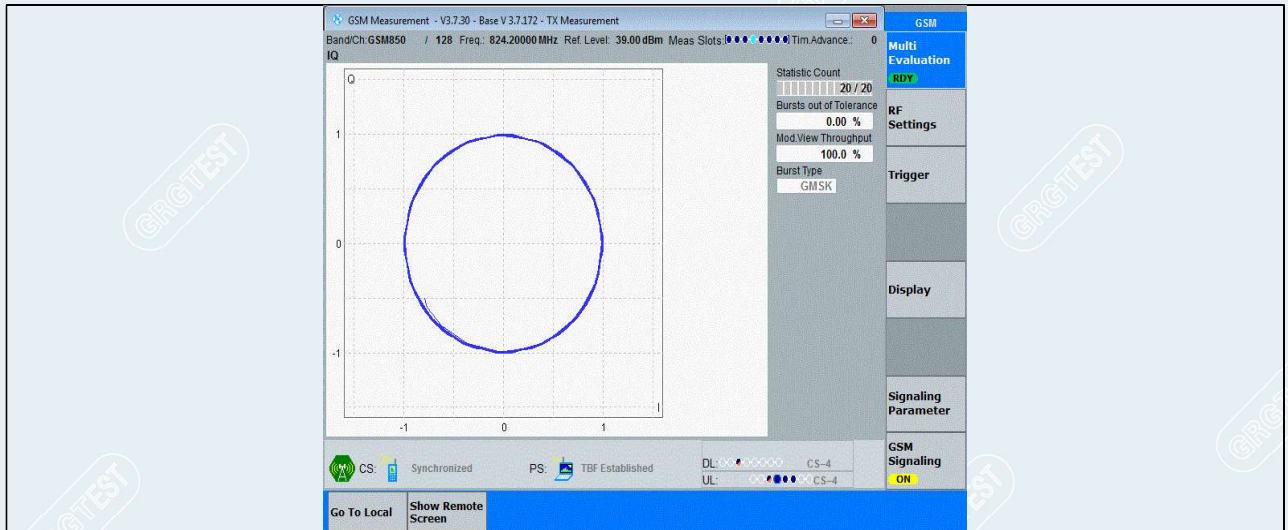 GSM Measurement - V3.7.30 - Base V 3.7.172 - TX Measurement
GSM
Band/Ch: GSM850 / 128 Freq.: 824.20000 MHz Ref. Level: 39.00 dBm Meas Slots: Tim.Advance.: 0
IQ
Multi
Evaluation
RDY
Q
1
0
-1
-1 0 1
I
Statistic Count
20 / 20
Bursts out of Tolerance
0.00 %
Mod.View Throughput
100.0 %
Burst Type
GMSK
RF
Settings
Trigger
Display
Signaling
Parameter
GSM
Signaling
ON
CS: Synchronized PS: TBF Established DL: CS-4
UL: CS-4
Go To Local
Show Remote
Screen
GRGTEST
GRGTEST
GRGTEST
GRGTEST